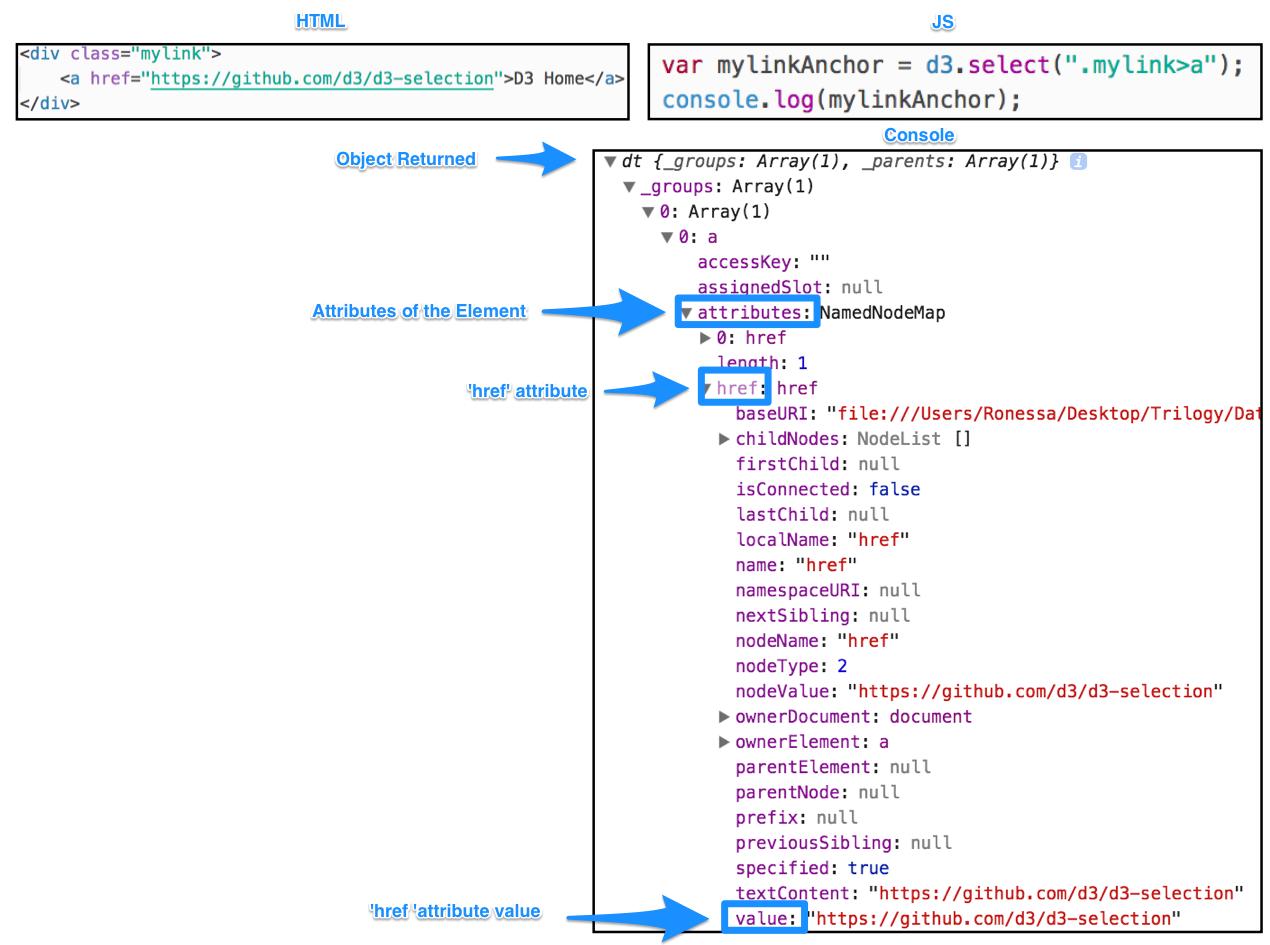 HTML
JS
<div class="mylink">
<a href="https://github.com/d3/d3-selection">D3 Home</a>
</div>
var mylinkAnchor = d3.select(".mylink>a");
console.log(mylinkAnchor);
Console
Object Returned
▼ dt {_groups: Array(1), _parents: Array(1)} i
▼ _groups: Array(1)
▼ 0: Array(1)
▼ 0: a
accessKey: ""
assignedSlot: null
Attributes of the Element
▼ attributes: NamedNodeMap
▶ 0: href
length: 1
'href' attribute
▼ href: href
baseURI: "file:///Users/Ronessa/Desktop/Trilogy/Dat
▶ childNodes: NodeList []
firstChild: null
isConnected: false
lastChild: null
localName: "href"
name: "href"
namespaceURI: null
nextSibling: null
nodeName: "href"
nodeType: 2
nodeValue: "https://github.com/d3/d3-selection"
▶ ownerDocument: document
▶ ownerElement: a
parentElement: null
parentNode: null
prefix: null
previousSibling: null
specified: true
textContent: "https://github.com/d3/d3-selection"
'href 'attribute value
value: "https://github.com/d3/d3-selection"